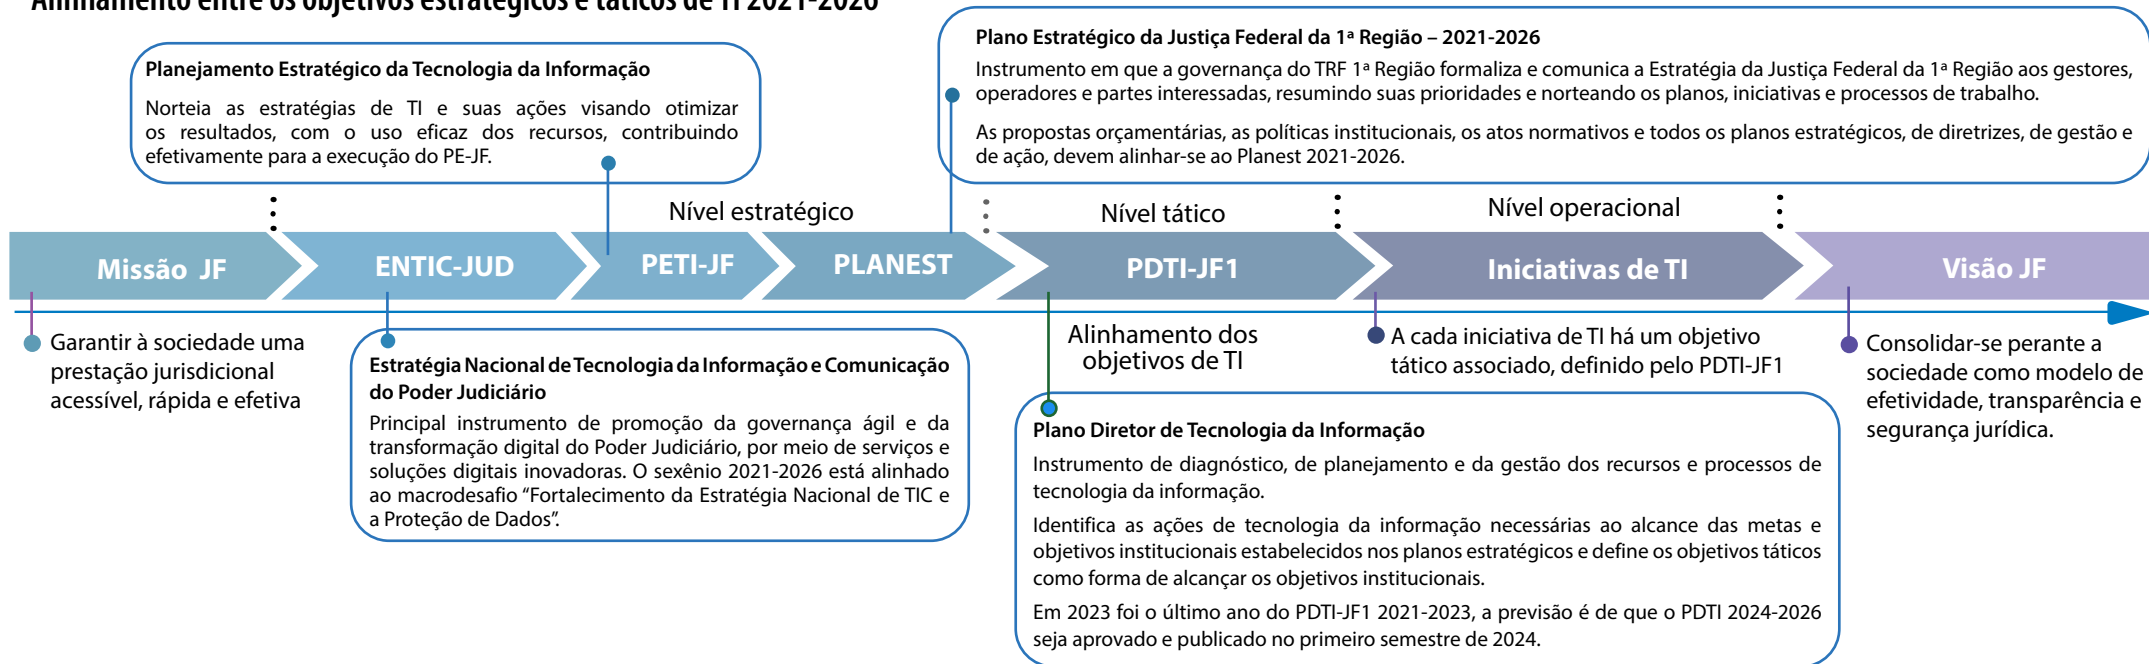 Alinhamento entre os objetivos estratégicos e táticos de TI 2021-2026
Planejamento Estratégico da Tecnologia da Informação
Norteia as estratégias de TI e suas ações visando otimizar
os resultados, com o uso eficaz dos recursos, contribuindo
efetivamente para a execução do PE-JF.
Plano Estratégico da Justiça Federal da 1ª Região – 2021-2026
Instrumento em que a governança do TRF 1ª Região formaliza e comunica a Estratégia da Justiça Federal da 1ª Região aos gestores,
operadores e partes interessadas, resumindo suas prioridades e norteando os planos, iniciativas e processos de trabalho.
As propostas orçamentárias, as políticas institucionais, os atos normativos e todos os planos estratégicos, de diretrizes, de gestão e
de ação, devem alinhar-se ao Planest 2021-2026.
Nível estratégico
Nível tático
Nível operacional
Missão JF
ENTIC-JUD
PETI-JF
PLANEST
PDTI-JF1
Iniciativas de TI
Visão JF
Garantir à sociedade uma
prestação jurisdicional
acessível, rápida e efetiva
Estratégia Nacional de Tecnologia da Informação e Comunicação
do Poder Judiciário
Principal instrumento de promoção da governança ágil e da
transformação digital do Poder Judiciário, por meio de serviços e
soluções digitais inovadoras. O sexênio 2021-2026 está alinhado
ao macrodesafio “Fortalecimento da Estratégia Nacional de TIC e
a Proteção de Dados”.
Alinhamento dos
objetivos de TI
Plano Diretor de Tecnologia da Informação
Instrumento de diagnóstico, de planejamento e da gestão dos recursos e processos de
tecnologia da informação.
Identifica as ações de tecnologia da informação necessárias ao alcance das metas e
objetivos institucionais estabelecidos nos planos estratégicos e define os objetivos táticos
como forma de alcançar os objetivos institucionais.
Em 2023 foi o último ano do PDTI-JF1 2021-2023, a previsão é de que o PDTI 2024-2026
seja aprovado e publicado no primeiro semestre de 2024.
A cada iniciativa de TI há um objetivo
tático associado, definido pelo PDTI-JF1
Consolidar-se perante a
sociedade como modelo de
efetividade, transparência e
segurança jurídica.